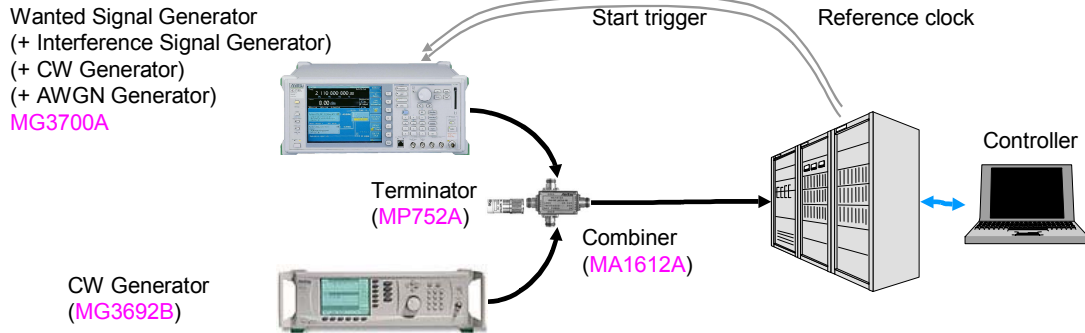 Wanted Signal Generator
(+ Interference Signal Generator)
(+ CW Generator)
(+ AWGN Generator)
MG3700A
Start trigger
Reference clock
Controller
Terminator
(MP752A)
Combiner
(MA1612A)
CW Generator
(MG3692B)